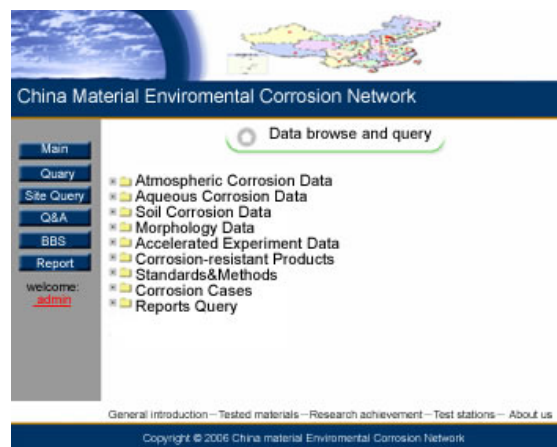 China Material Enviromental Corrosion Network
Data browse and query
Main
Quary
Site Query
Q&A
BBS
Report
welcome:
admin
Atmospheric Corrosion Data
Aqueous Corrosion Data
Soil Corrosion Data
Morphology Data
Accelerated Experiment Data
Corrosion-resistant Products
Standards&Methods
Corrosion Cases
Reports Query
General introduction—Tested materials—Research achievement—Test stations— About us
Copyright © 2006 China material Enviromental Corrosion Network